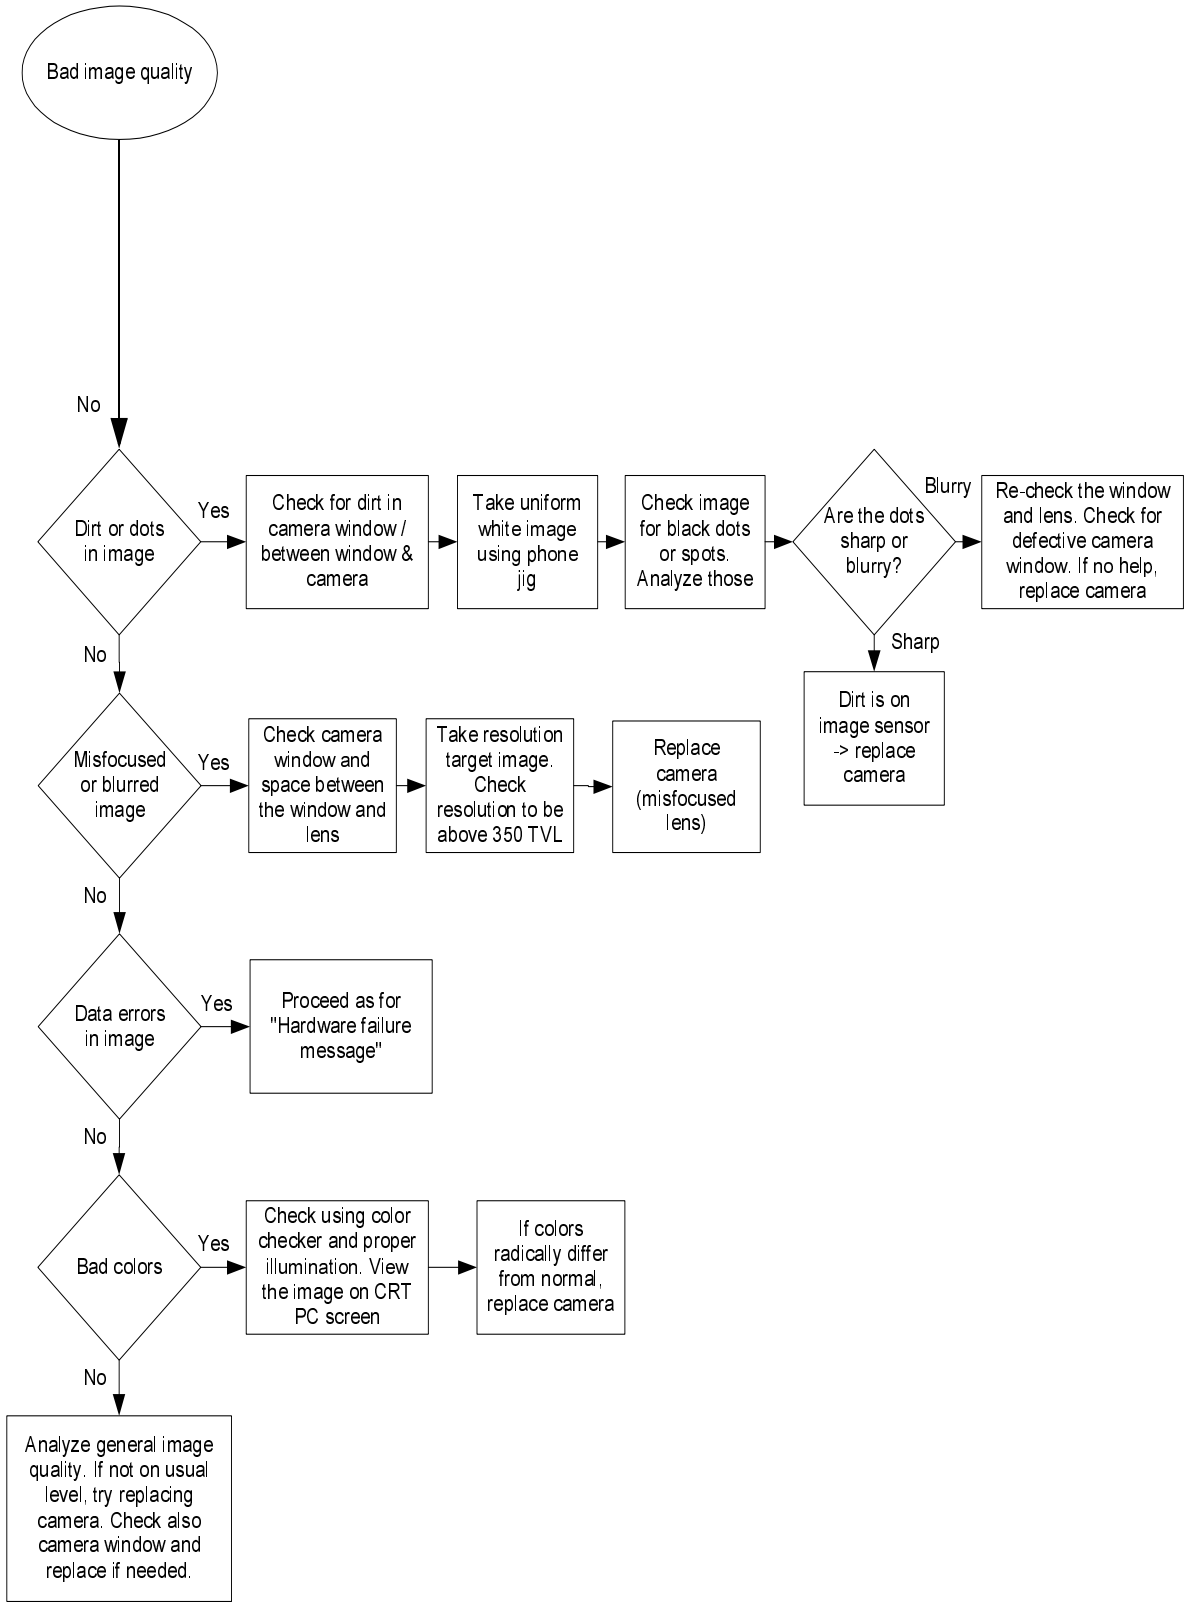 Bad image quality
No
Dirt or dots
in image
Yes
Check for dirt in
camera window /
between window &
camera
Take uniform
white image
using phone
jig
Check image
for black dots
or spots.
Analyze those
Are the dots
sharp or
blurry?
Blurry
Re-check the window
and lens. Check for
defective camera
window. If no help,
replace camera
Sharp
Dirt is on
image sensor
-> replace
camera
No
Misfocused
or blurred
image
Yes
Check camera
window and
space between
the window and
lens
Take resolution
target image.
Check
resolution to be
above 350 TVL
Replace
camera
(misfocused
lens)
No
Data errors
in image
Yes
Proceed as for
"Hardware failure
message"
No
Bad colors
Yes
Check using color
checker and proper
illumination. View
the image on CRT
PC screen
If colors
radically differ
from normal,
replace camera
No
Analyze general image
quality. If not on usual
level, try replacing
camera. Check also
camera window and
replace if needed.